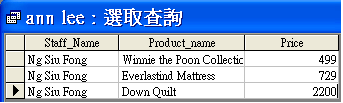 ann lee : 選取查詢
Staff_Name Product_name Price
Ng Siu Fong Winnie the Poon Collectic 499
Ng Siu Fong Everlastind Mattress 729
Ng Siu Fong Down Quilt 2200